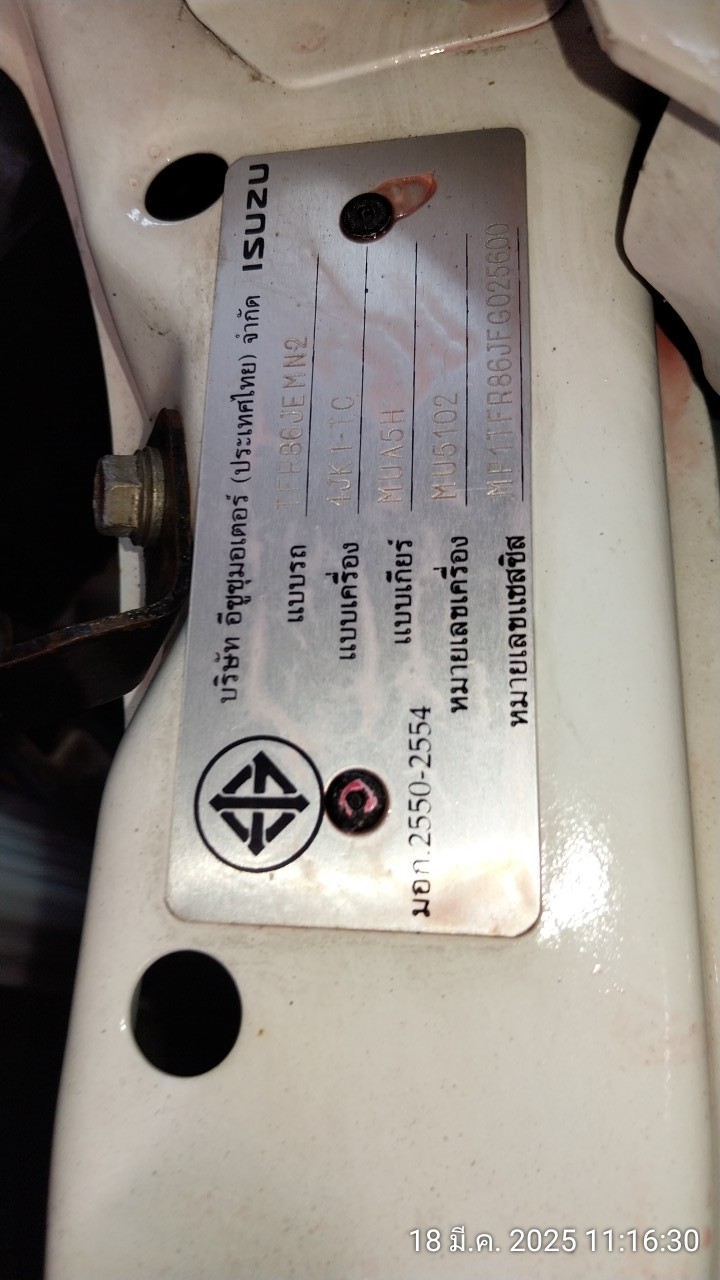 บริษัท อีซูซุมอเตอร์ (ประเทศไทย) จำกัด ISUZU
แบบรถ TFR86JEMN2
แบบเครื่อง 4JK1-TC
แบบเกียร์ MUA5H
มอก.2550-2554 หมายเลขเครื่อง MU5102
หมายเลขแชสซิส MP1TFR86JFG025600
18 มี.ค. 2025 11:16:30